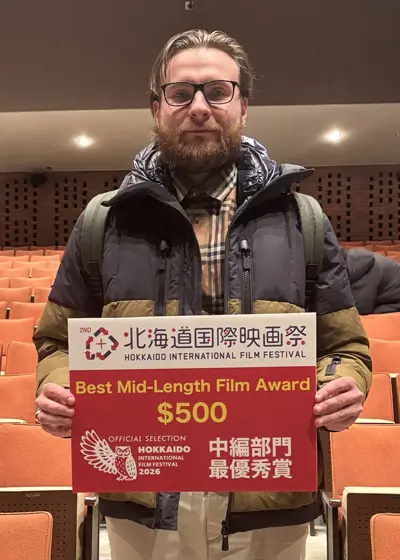 2ND 北海道国際映画祭
HOKKAIDO INTERNATIONAL FILM FESTIVAL
Best Mid-Length Film Award
$500
OFFICIAL SELECTION
HOKKAIDO
INTERNATIONAL
FILM FESTIVAL
2026
中編部門
最優秀賞